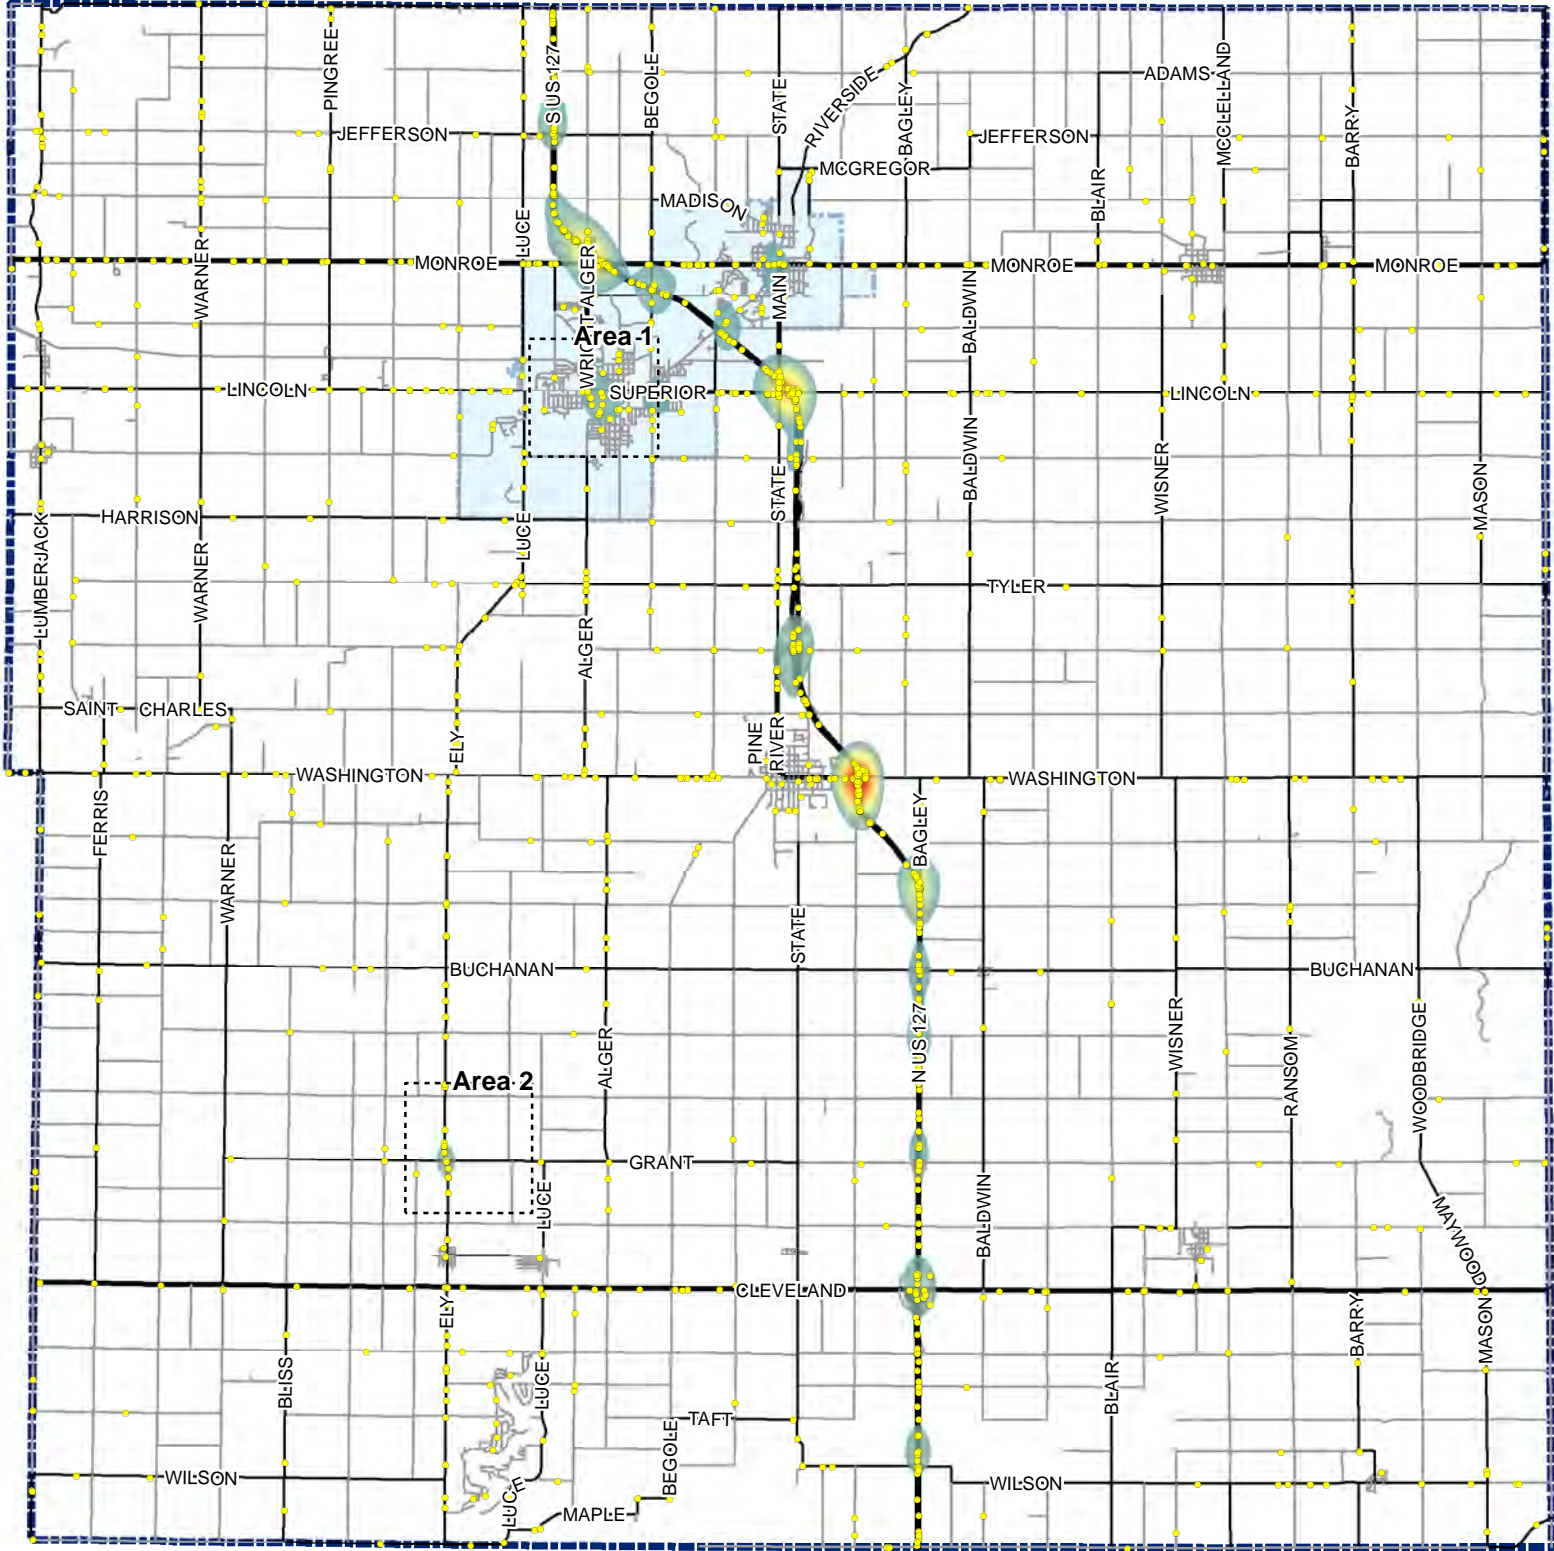 PINGREE
S US 127
BEGOLE
STATE
RIVERSIDE
BAGLEY
ADAMS
MCCLELLAND
BARRY
JEFFERSON
JEFFERSON
MCGREGOR
BLAIR
MADISON
LUCE
WARNER
MONROE
MONROE
MONROE
WRIGHT ALGER
MAIN
BALDWIN
Area 1
LINCOLN
SUPERIOR
LINCOLN
LUMBERJACK
HARRISON
WARNER
LUCE
STATE
BALDWIN
WISNER
MASON
TYLER
ALGER
SAINT CHARLES
ELY
PINE RIVER
WASHINGTON
WASHINGTON
FERRIS
WARNER
BAGLEY
STATE
BUCHANAN
BUCHANAN
ALGER
N US 127
WISNER
RANSOM
WOODBRIDGE
Area 2
GRANT
LUCE
BALDWIN
MAYWOOD
CLEVELAND
ELY
BLISS
LUCE
BLAIR
BARRY
MASON
TAFT
BEGOLE
WILSON
LUCE
MAPLE
WILSON